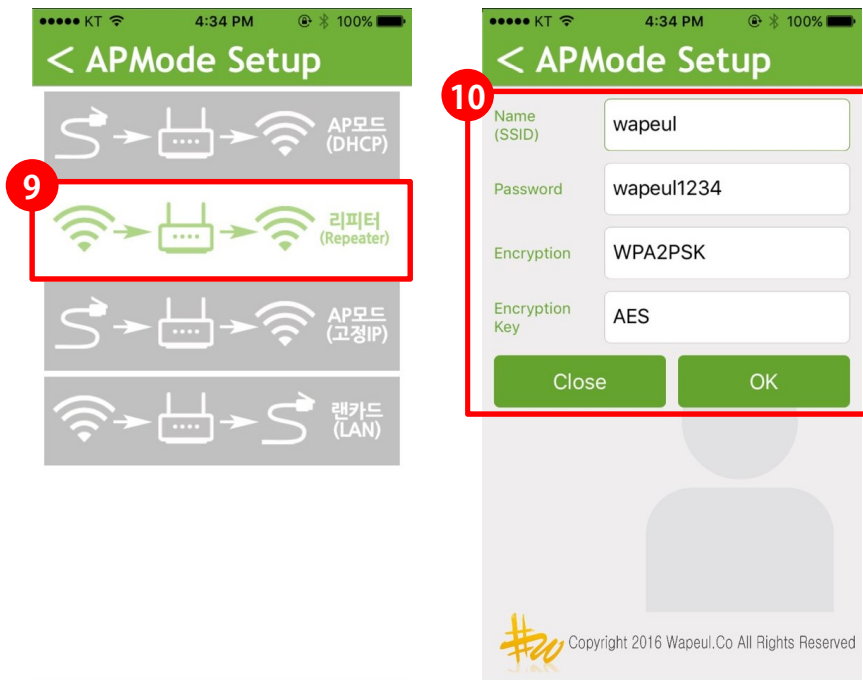 KT 4:34 PM 100%
< APMode Setup
AP모드
(DHCP)
9
리피터
(Repeater)
AP모드
(고정IP)
랜카드
(LAN)
KT 4:34 PM 100%
< APMode Setup
10
Name
(SSID)
wapeul
Password
wapeul1234
Encryption
WPA2PSK
Encryption
Key
AES
Close
OK
Copyright 2016 Wapeul.Co All Rights Reserved